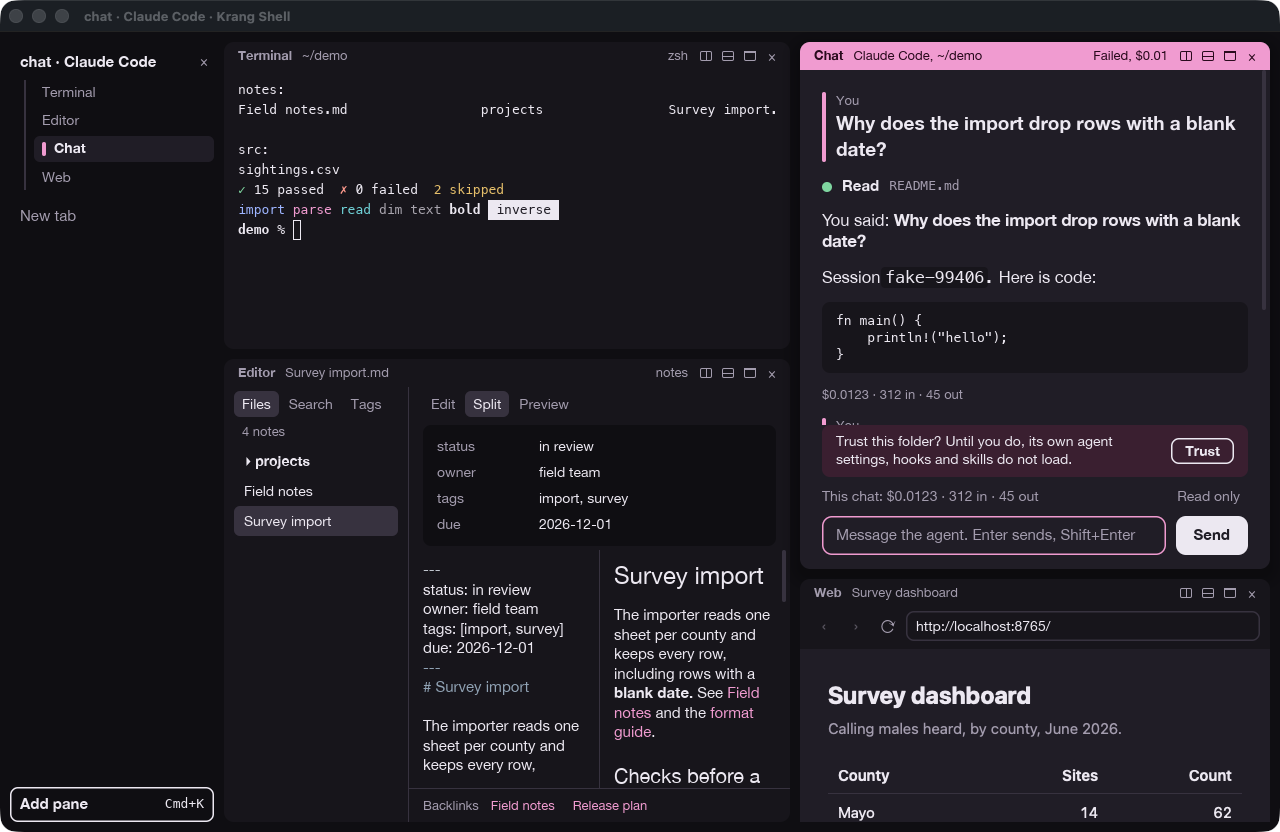 chat · Claude Code · Krang Shell
chat · Claude Code ×
Terminal
Editor
Chat
Web
New tab
Add pane Cmd+K
Terminal ~/demo zsh ×
notes:
Field notes.md projects Survey import.
src:
sightings.csv
✓ 15 passed ✗ 0 failed 2 skipped
import parse read dim text bold inverse
demo %
Editor Survey import.md notes ×
Files Search Tags
4 notes
projects
Field notes
Survey import
Edit Split Preview
status in review
owner field team
tags import, survey
due 2026-12-01
---
status: in review
owner: field team
tags: [import, survey]
due: 2026-12-01
---
# Survey import
The importer reads one
sheet per county and
keeps every row,
Survey import
The importer reads one
sheet per county and
keeps every row,
including rows with a
blank date. See Field
notes and the format
guide.
Checks before a
Backlinks Field notes Release plan
Chat Claude Code, ~/demo Failed, $0.01 ×
You
Why does the import drop rows with a blank
date?
Read README.md
You said: Why does the import drop rows with a blank
date?
Session fake-99406. Here is code:
fn main() {
    println!("hello");
}
$0.0123 · 312 in · 45 out
You
Trust this folder? Until you do, its own agent
settings, hooks and skills do not load.
Trust
This chat: $0.0123 · 312 in · 45 out Read only
Message the agent. Enter sends, Shift+Enter
Send
Web Survey dashboard ×
‹ › http://localhost:8765/
Survey dashboard
Calling males heard, by county, June 2026.
County Sites Count
Mayo 14 62